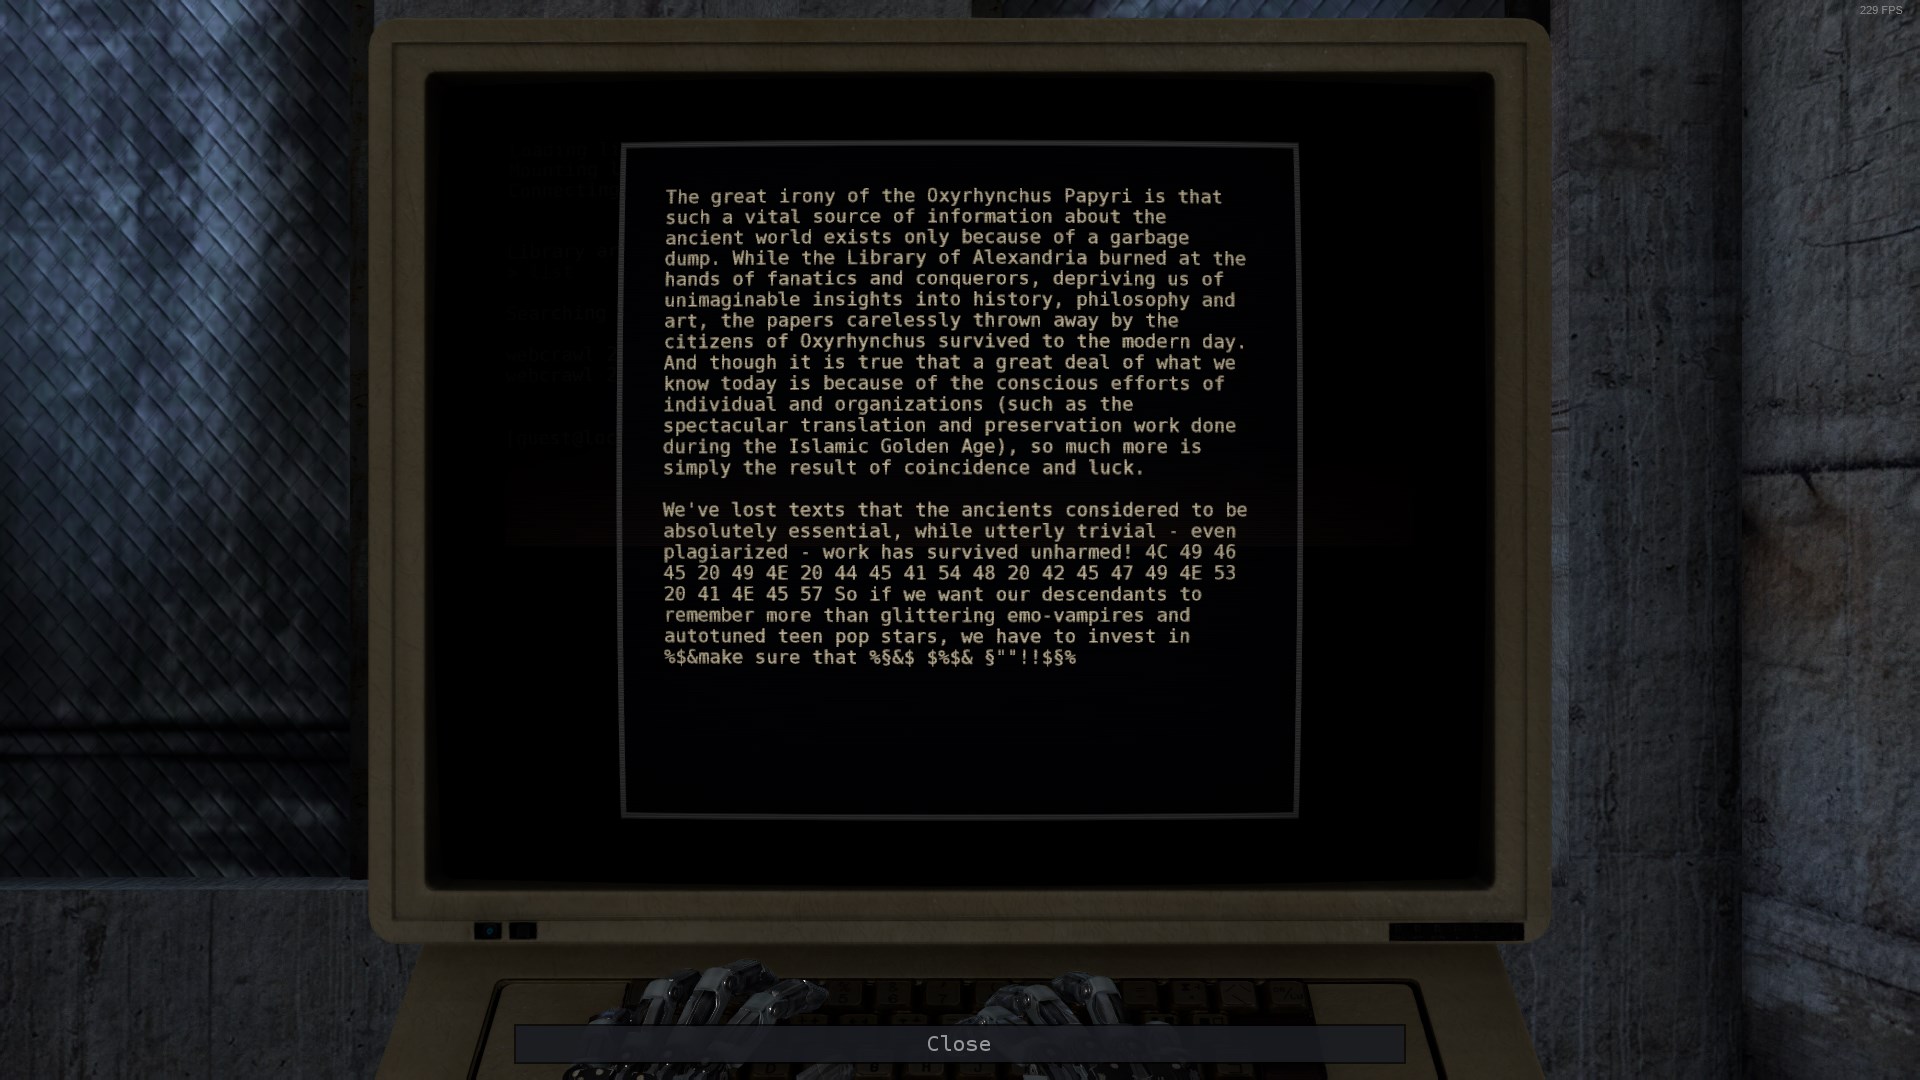 229 FPS
The great irony of the Oxyrhynchus Papyri is that
such a vital source of information about the
ancient world exists only because of a garbage
dump. While the Library of Alexandria burned at the
hands of fanatics and conquerors, depriving us of
unimaginable insights into history, philosophy and
art, the papers carelessly thrown away by the
citizens of Oxyrhynchus survived to the modern day.
And though it is true that a great deal of what we
know today is because of the conscious efforts of
individual and organizations (such as the
spectacular translation and preservation work done
during the Islamic Golden Age), so much more is
simply the result of coincidence and luck.
We've lost texts that the ancients considered to be
absolutely essential, while utterly trivial - even
plagiarized - work has survived unharmed! 4C 49 46
45 20 49 4E 20 44 45 41 54 48 20 42 45 47 49 4E 53
20 41 4E 45 57 So if we want our descendants to
remember more than glittering emo-vampires and
autotuned teen pop stars, we have to invest in
%$&make sure that %§&$ $%$& §""!!$§%
Close